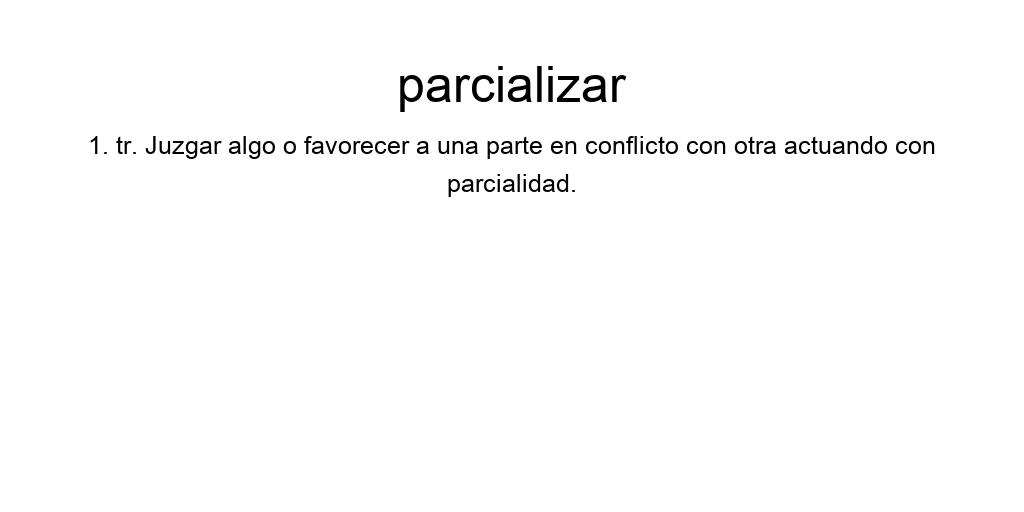 parcializar
1. tr. Juzgar algo o favorecer a una parte en conflicto con otra actuando con
parcialidad.